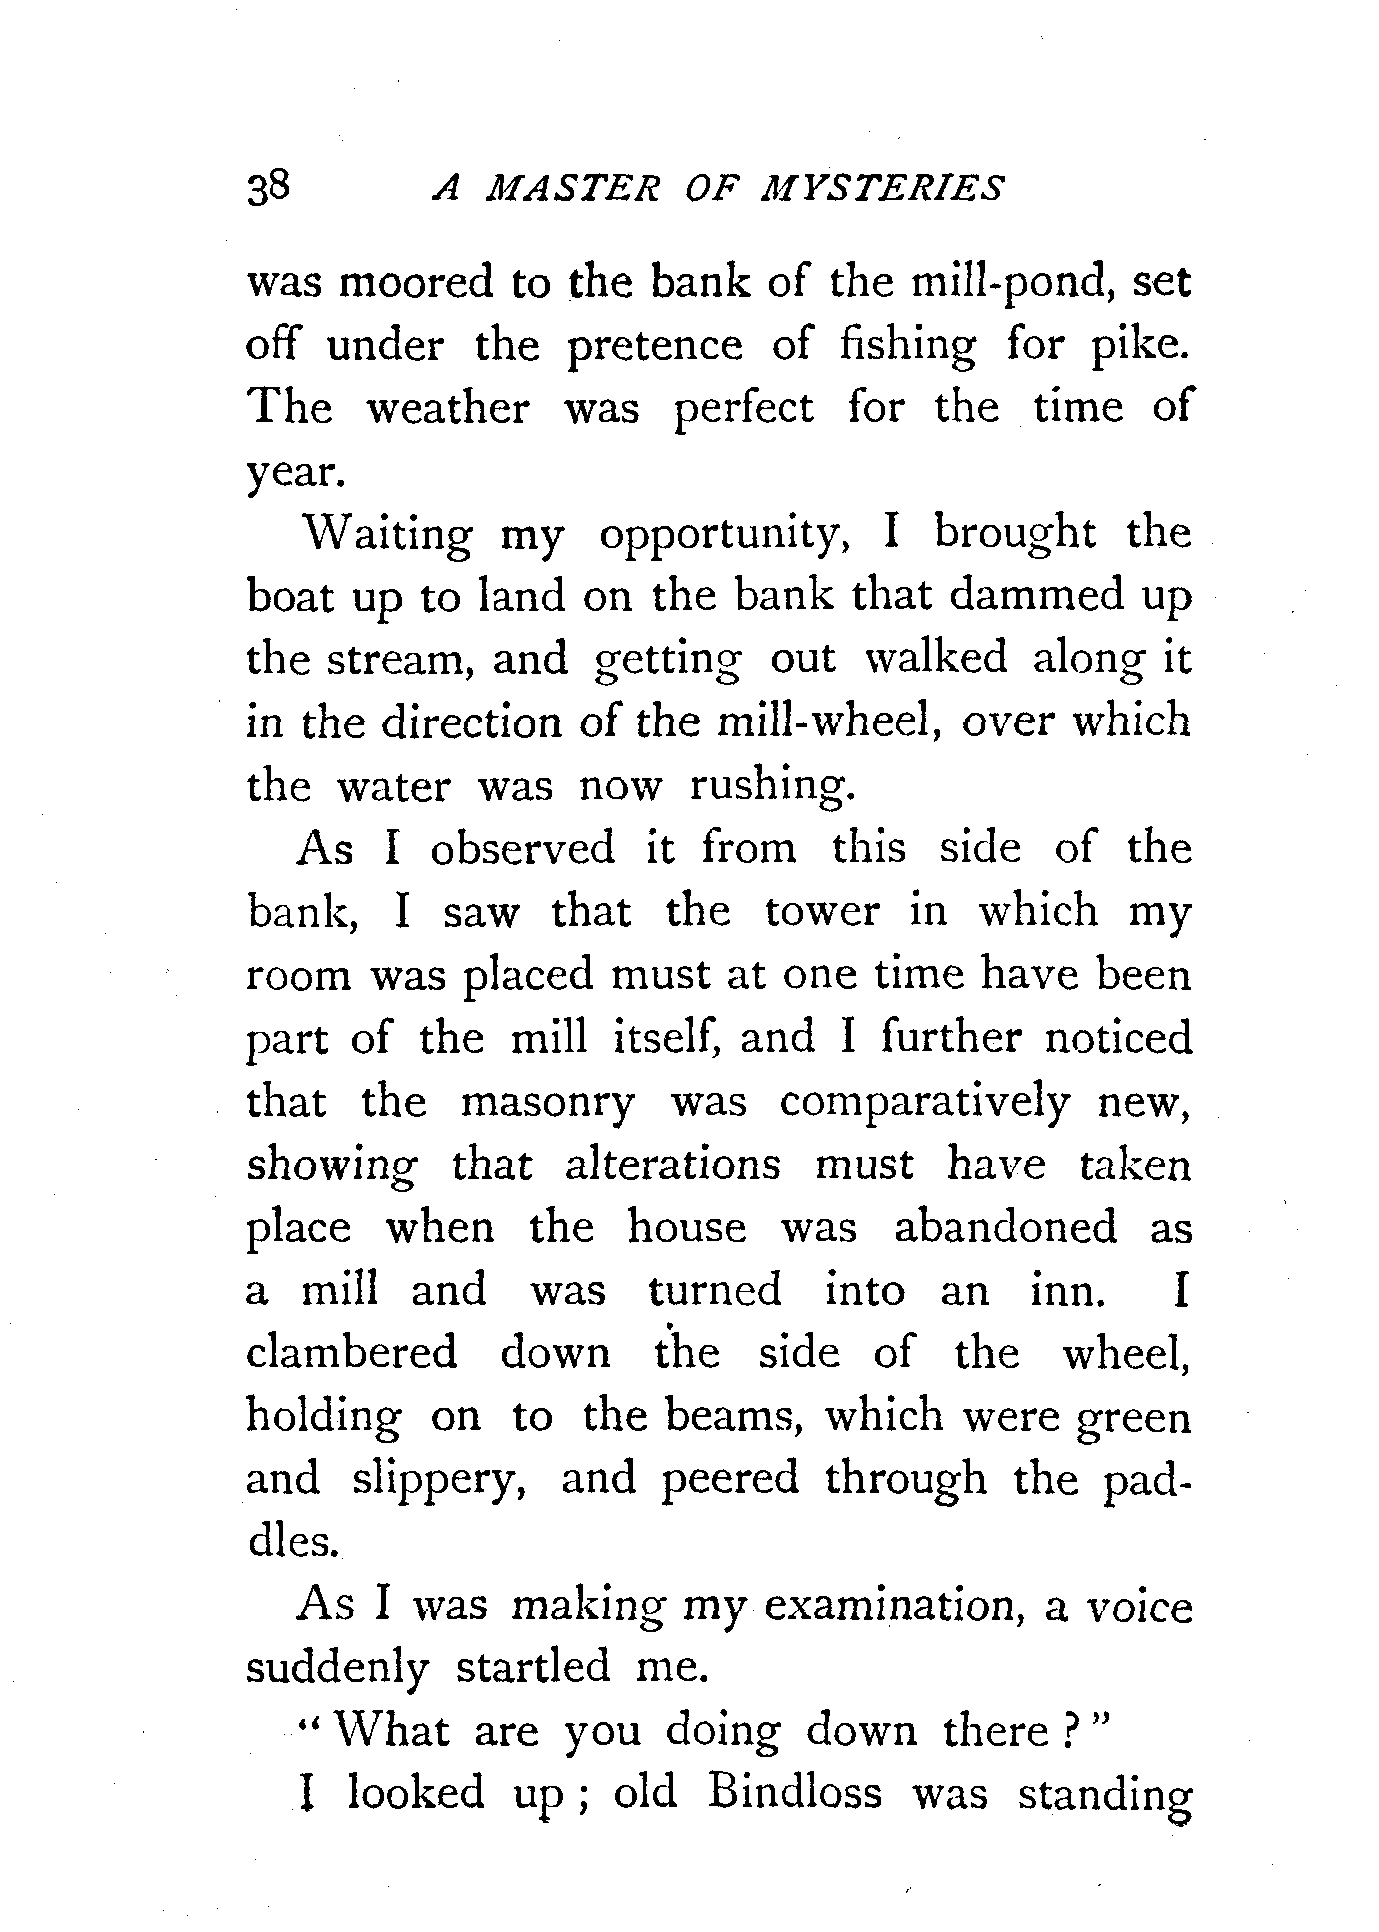 38 A MASTER OF MYSTERIES
was moored to the bank of the mill-pond, set
off under the pretence of fishing for pike.
The weather was perfect for the time of
year.
Waiting my opportunity, I brought the
boat up to land on the bank that dammed up
the stream, and getting out walked along it
in the direction of the mill-wheel, over which
the water was now rushing.
As I observed it from this side of the
bank, I saw that the tower in which my
room was placed must at one time have been
part of the mill itself, and I further noticed
that the masonry was comparatively new,
showing that alterations must have taken
place when the house was abandoned as
a mill and was turned into an inn. I
clambered down the side of the wheel,
holding on to the beams, which were green
and slippery, and peered through the pad-
dles.
As I was making my examination, a voice
suddenly startled me.
“ What are you doing down there ? ”
I looked up ; old Bindloss was standing